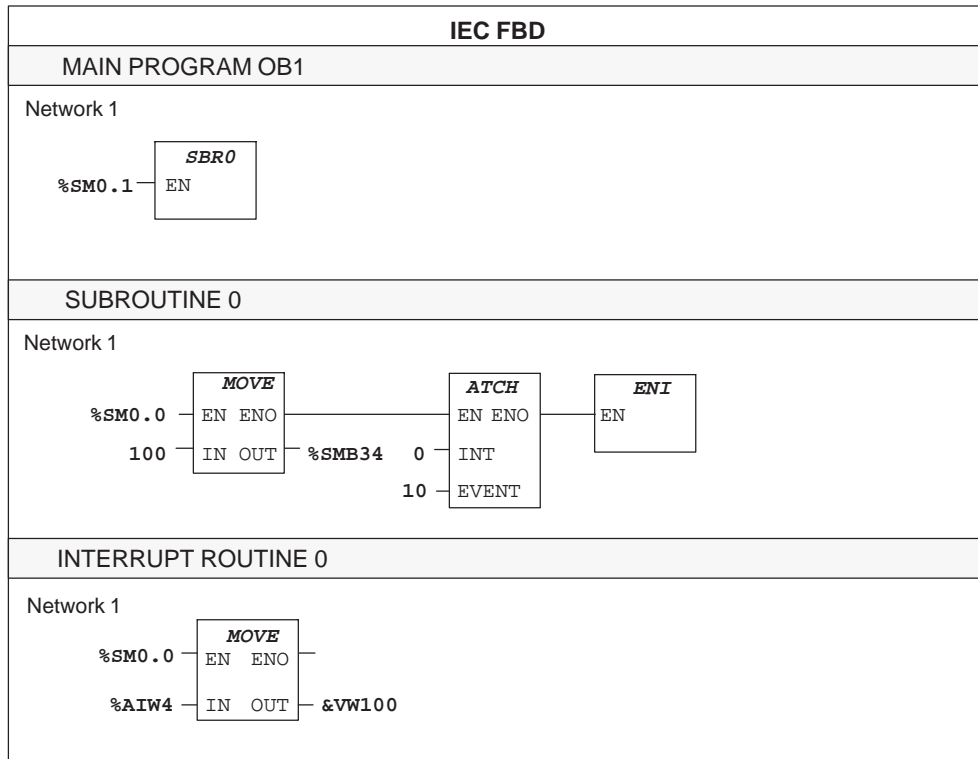 IEC FBD
MAIN PROGRAM OB1
Network 1
SBR0
%SM0.1 EN
SUBROUTINE 0
Network 1
MOVE ATCH ENI
%SM0.0 EN ENO EN ENO EN
100 IN OUT %SMB34 0 INT
10 EVENT
INTERRUPT ROUTINE 0
Network 1
MOVE
%SM0.0 EN ENO
%AIW4 IN OUT &VW100